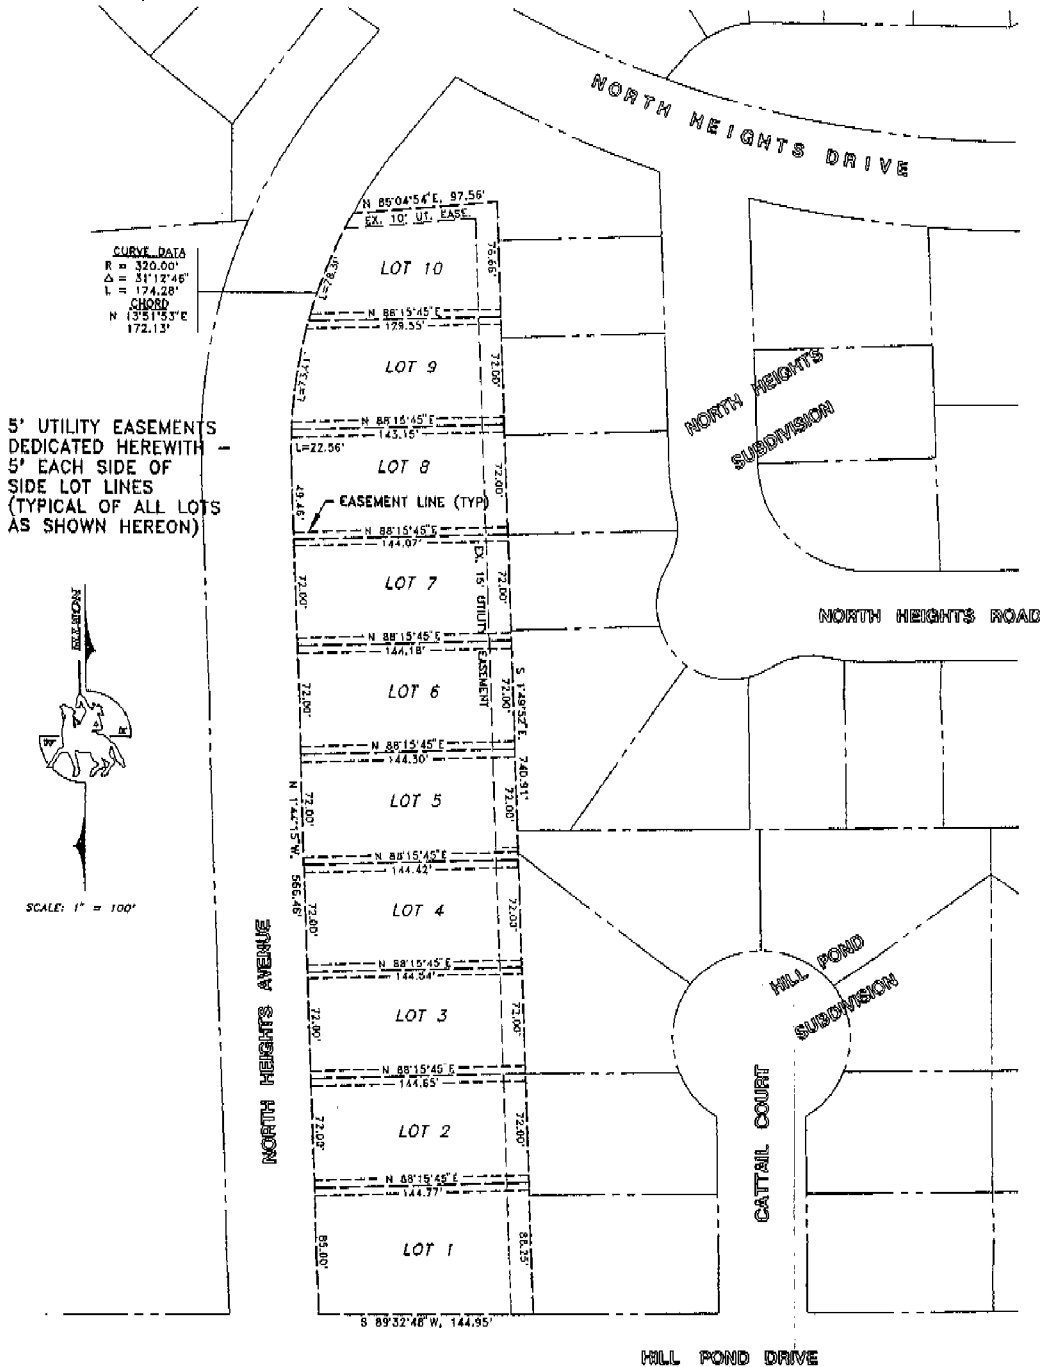 NORTH HEIGHTS DRIVE
N 85°04'54"E, 97.56'
EX. 10' UT. EASE.
CURVE DATA
R = 320.00'
Δ = 31°12'46"
L = 174.28'
CHORD
N 13°51'53"E
172.13'
LOT 10
76.66'
L=78.31'
N 88°15'45"E
129.55'
LOT 9
72.00'
L=73.41'
NORTH HEIGHTS
SUBDIVISION
5' UTILITY EASEMENTS
DEDICATED HEREWITH -
5' EACH SIDE OF
SIDE LOT LINES
(TYPICAL OF ALL LOTS
AS SHOWN HEREON)
N 88°15'45"E
143.15'
L=22.56'
LOT 8
72.00'
49.46'
EASEMENT LINE (TYP)
N 88°15'45"E
144.07'
EX. 15' UTILITY EASEMENT
LOT 7
72.00'
72.00'
NORTH HEIGHTS ROAD
NORTH
N 88°15'45"E
144.18'
LOT 6
72.00'
72.00'
S 1°49'52"E, 740.91'
N 88°15'45"E
144.30'
LOT 5
72.00'
72.00'
N 1°44'15"W, 566.46'
N 88°15'45"E
144.42'
SCALE: 1" = 100'
LOT 4
72.00'
72.00'
N 88°15'45"E
144.54'
HILL POND
SUBDIVISION
LOT 3
72.00'
72.00'
NORTH HEIGHTS AVENUE
N 88°15'45"E
144.65'
LOT 2
72.00'
72.00'
CATTAIL COURT
N 88°15'45"E
144.77'
LOT 1
85.00'
88.25'
S 89°32'48"W, 144.95'
HILL POND DRIVE